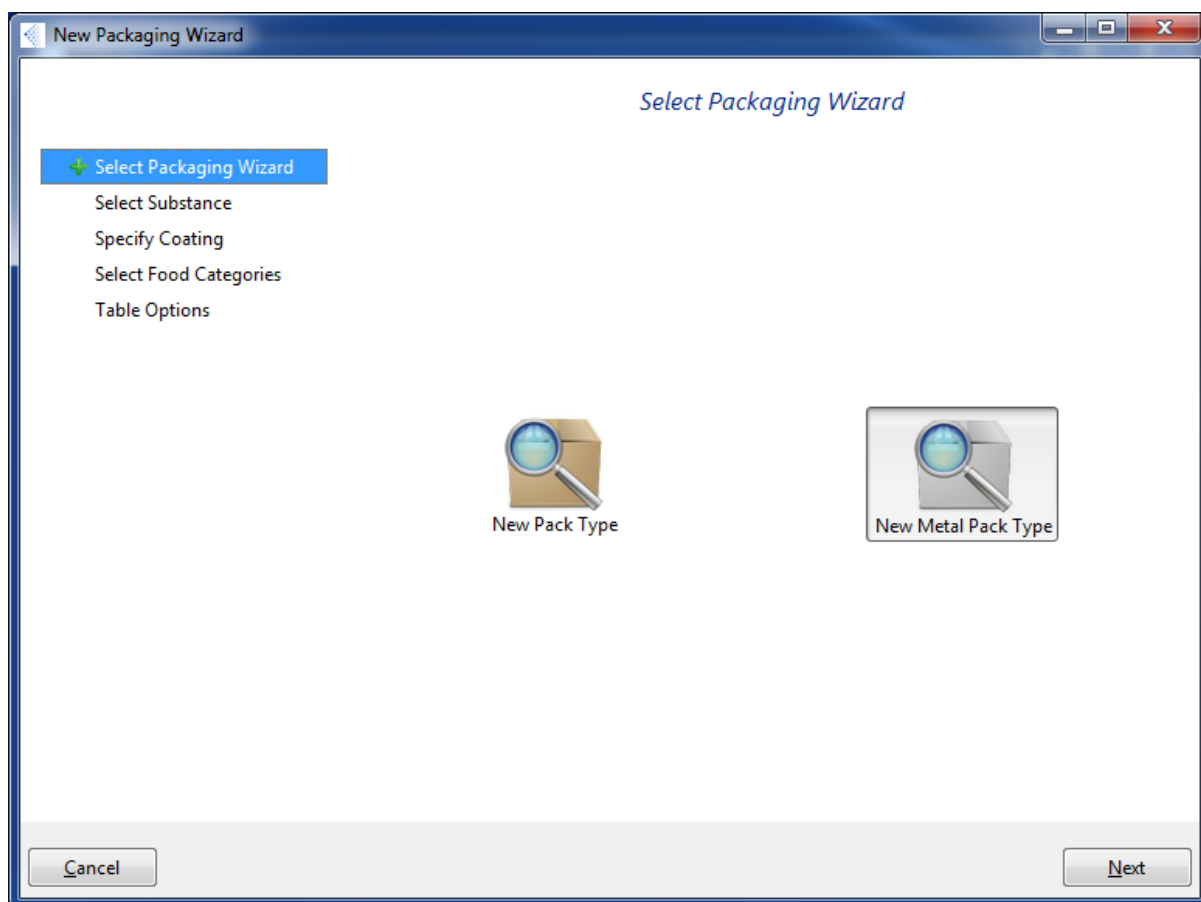 New Packaging Wizard
Select Packaging Wizard
Select Packaging Wizard
Select Substance
Specify Coating
Select Food Categories
Table Options
New Pack Type
New Metal Pack Type
Cancel
Next